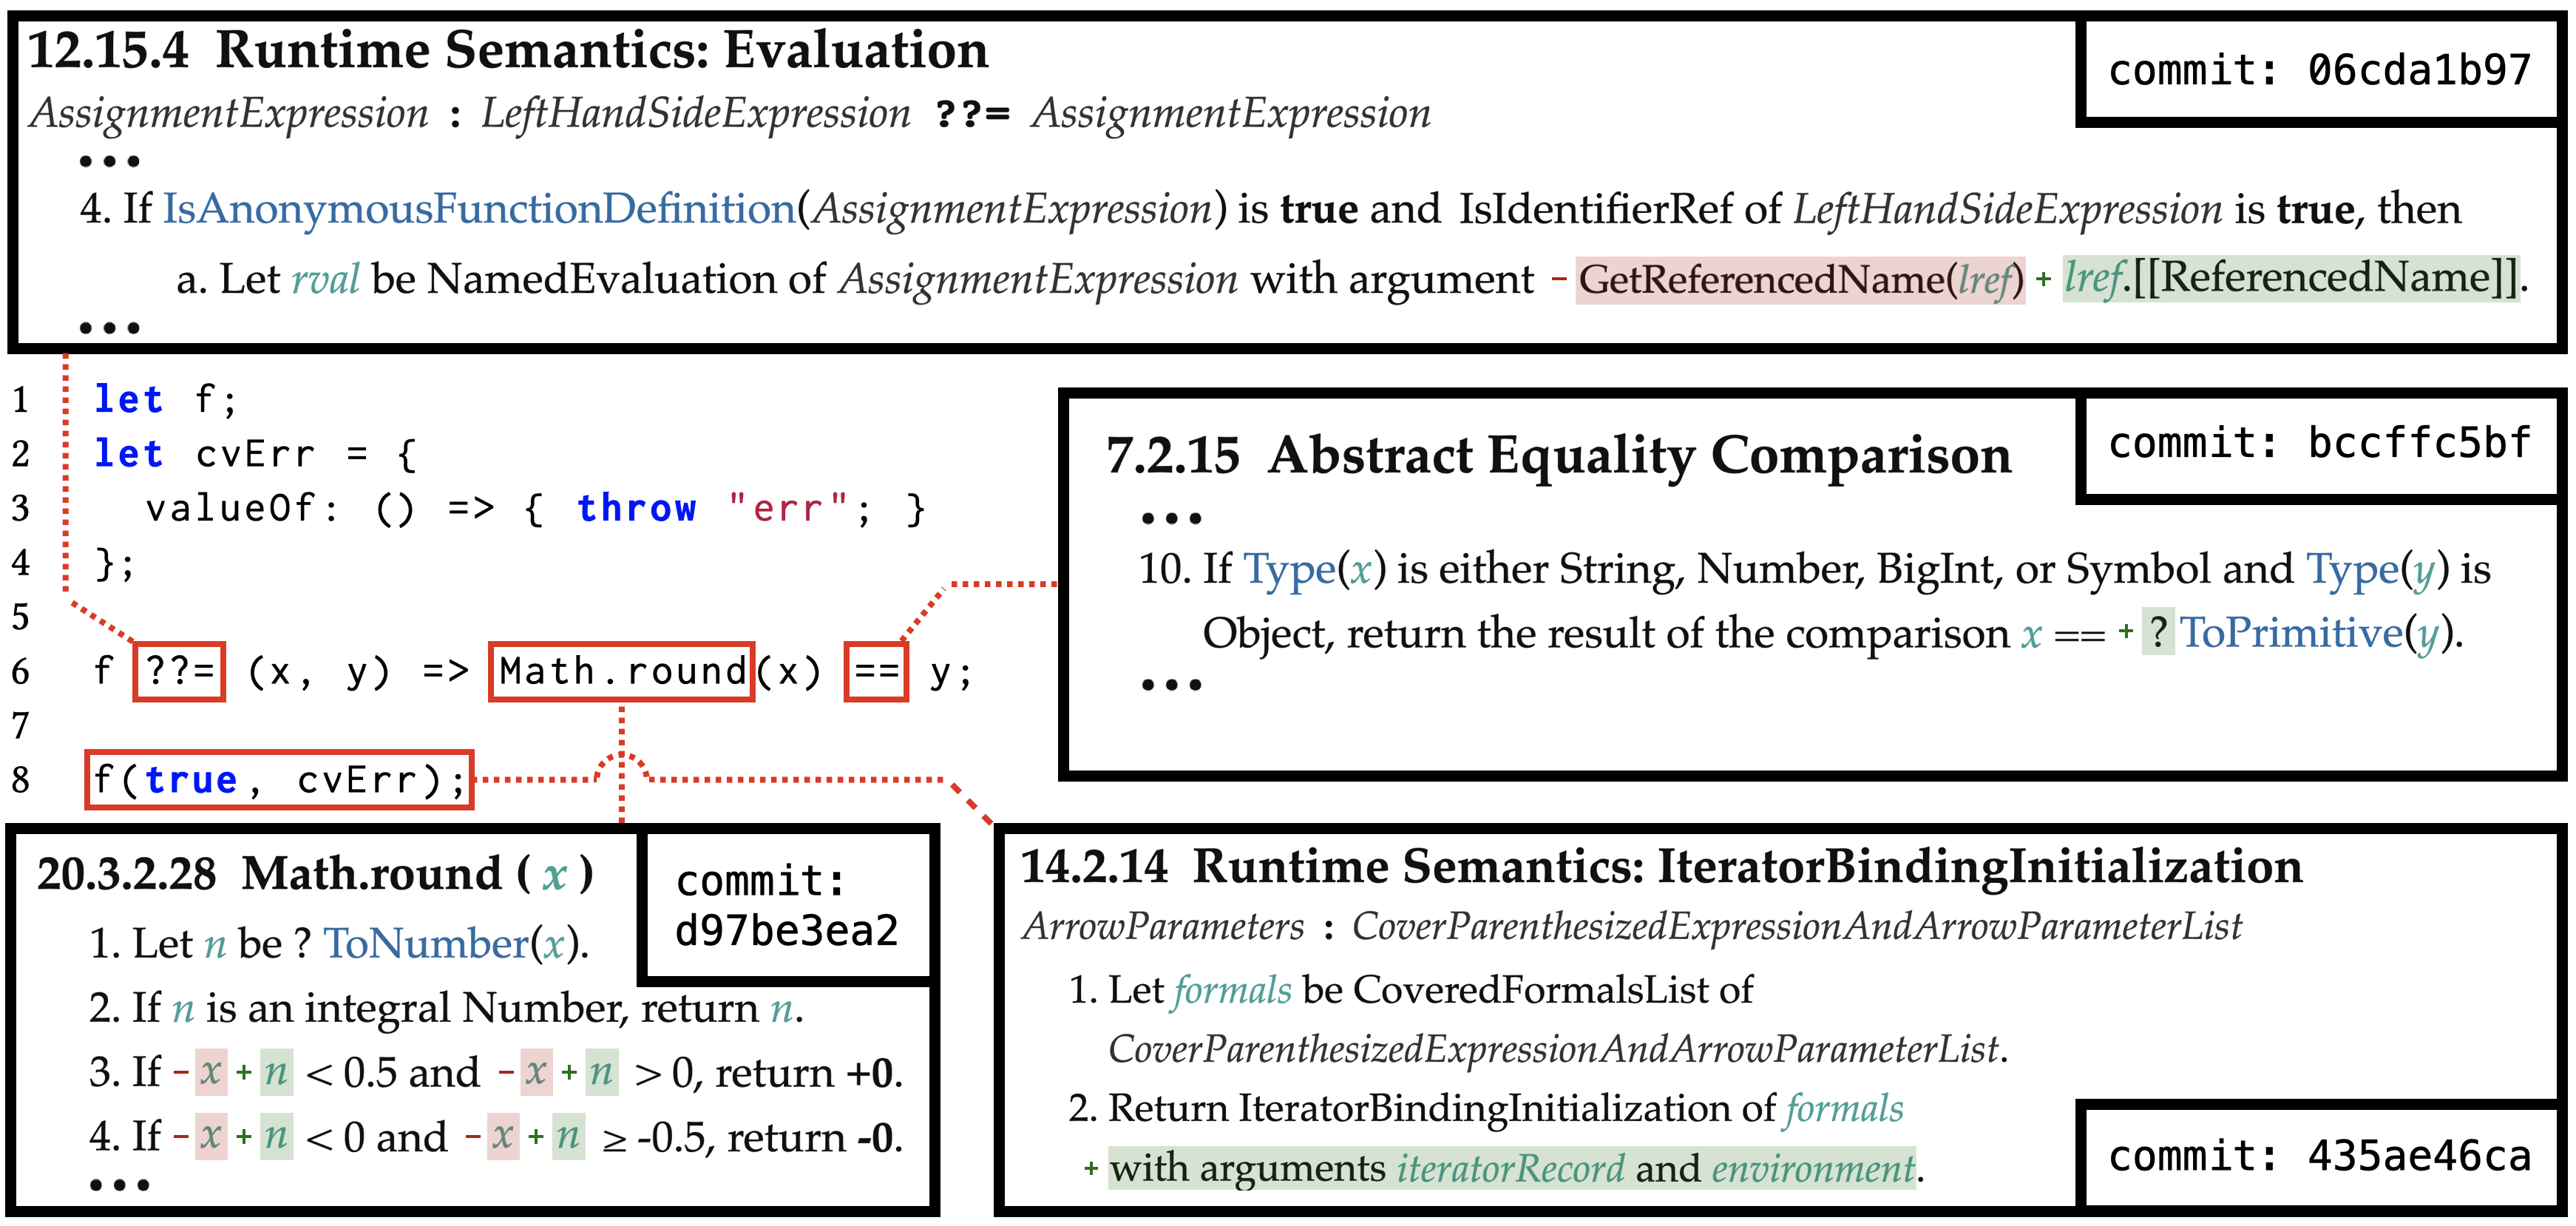 12.15.4 Runtime Semantics: Evaluation
commit: 06cda1b97
AssignmentExpression : LeftHandSideExpression ??= AssignmentExpression
•••
4. If IsAnonymousFunctionDefinition(AssignmentExpression) is true and IsIdentifierRef of LeftHandSideExpression is true, then
a. Let rval be NamedEvaluation of AssignmentExpression with argument - GetReferencedName(lref) + lref.[[ReferencedName]].
•••
1 let f;
2 let cvErr = {
3 valueOf: () => { throw "err"; }
4 };
5
6 f ??= (x, y) => Math.round(x) == y;
7
8 f(true, cvErr);
7.2.15 Abstract Equality Comparison
commit: bccffc5bf
•••
10. If Type(x) is either String, Number, BigInt, or Symbol and Type(y) is
Object, return the result of the comparison x == + ? ToPrimitive(y).
•••
20.3.2.28 Math.round ( x )
commit:
d97be3ea2
1. Let n be ? ToNumber(x).
2. If n is an integral Number, return n.
3. If - x + n < 0.5 and - x + n > 0, return +0.
4. If - x + n < 0 and - x + n ≥ -0.5, return -0.
•••
14.2.14 Runtime Semantics: IteratorBindingInitialization
ArrowParameters : CoverParenthesizedExpressionAndArrowParameterList
1. Let formals be CoveredFormalsList of
CoverParenthesizedExpressionAndArrowParameterList.
2. Return IteratorBindingInitialization of formals
+ with arguments iteratorRecord and environment.
commit: 435ae46ca